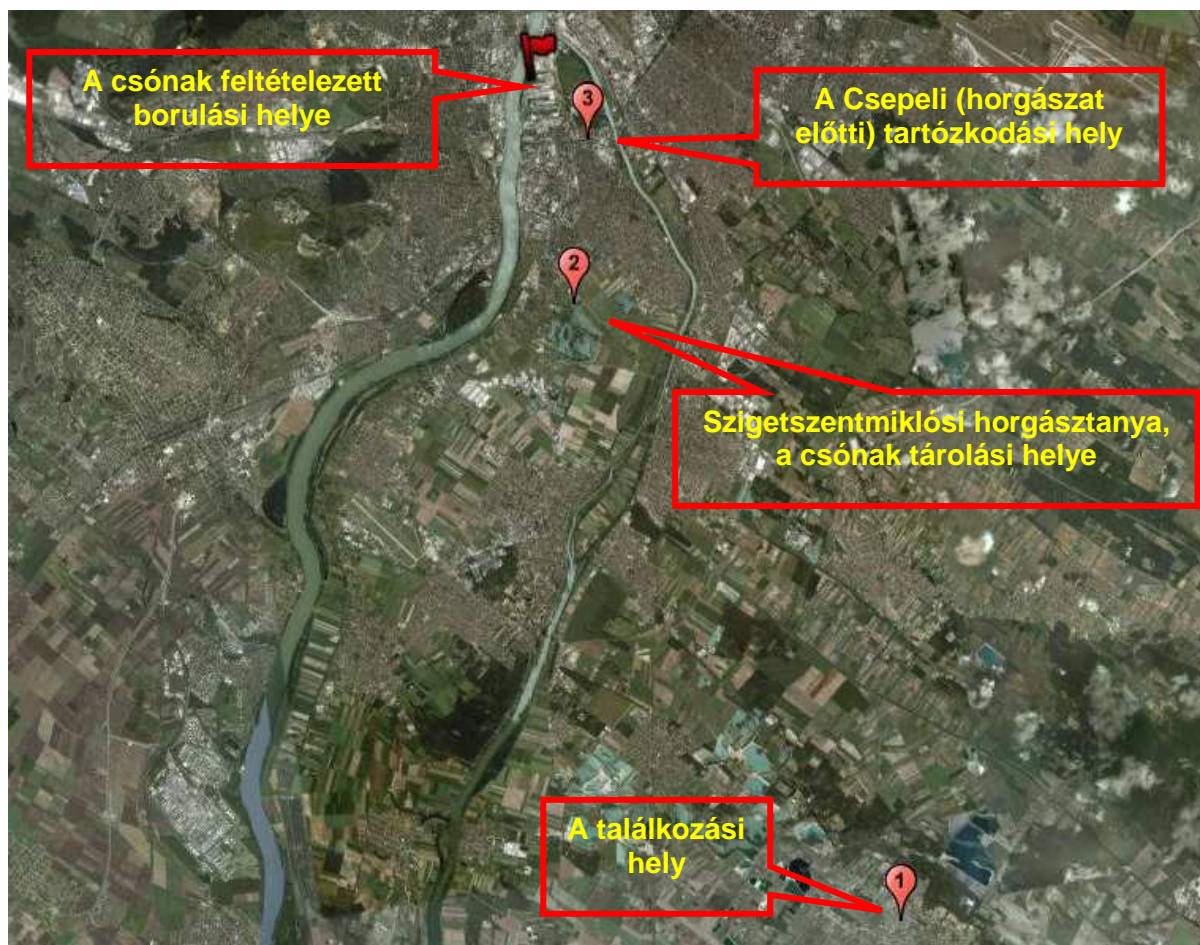 A csónak feltételezett
borulási helye
3
A Csepeli (horgászat
előtti) tartózkodási hely
2
Szigetszentmiklósi horgásztanya,
a csónak tárolási helye
A találkozási
hely
1